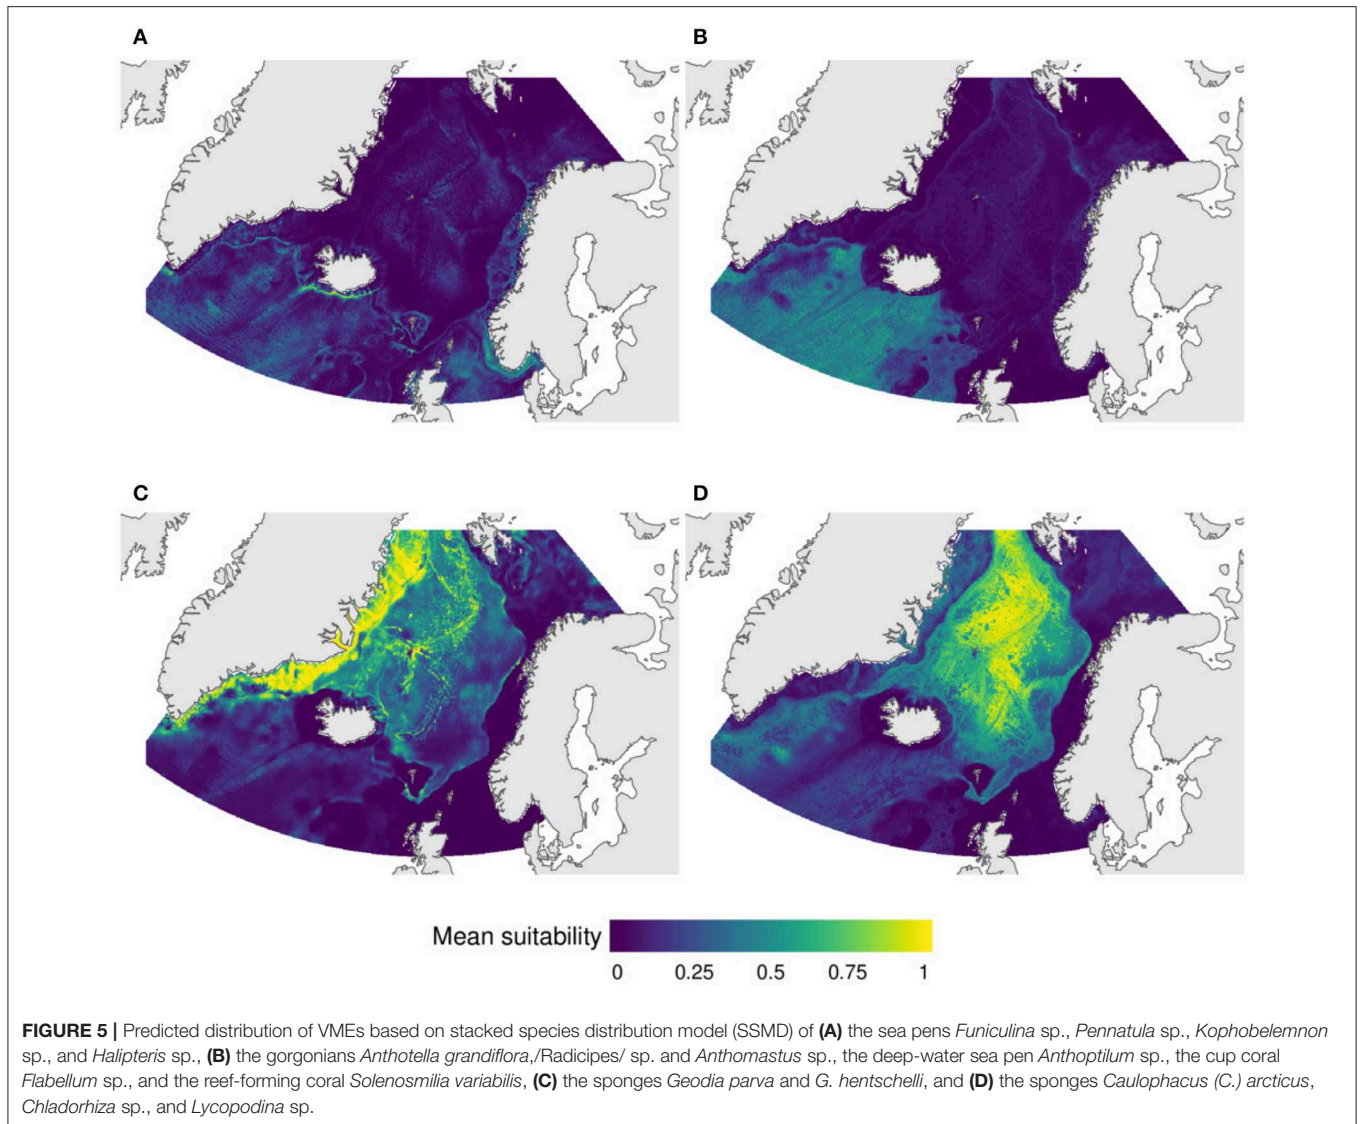 A
B
C
D
Mean suitability
0 0.25 0.5 0.75 1
FIGURE 5 | Predicted distribution of VMEs based on stacked species distribution model (SSMD) of (A) the sea pens Funiculina sp., Pennatula sp., Kophobelemnon
sp., and Halipteris sp., (B) the gorgonians Anthotella grandiflora,/Radicipes/ sp. and Anthomastus sp., the deep-water sea pen Anthoptilum sp., the cup coral
Flabellum sp., and the reef-forming coral Solenosmilia variabilis, (C) the sponges Geodia parva and G. hentschelli, and (D) the sponges Caulophacus (C.) arcticus,
Chladorhiza sp., and Lycopodina sp.